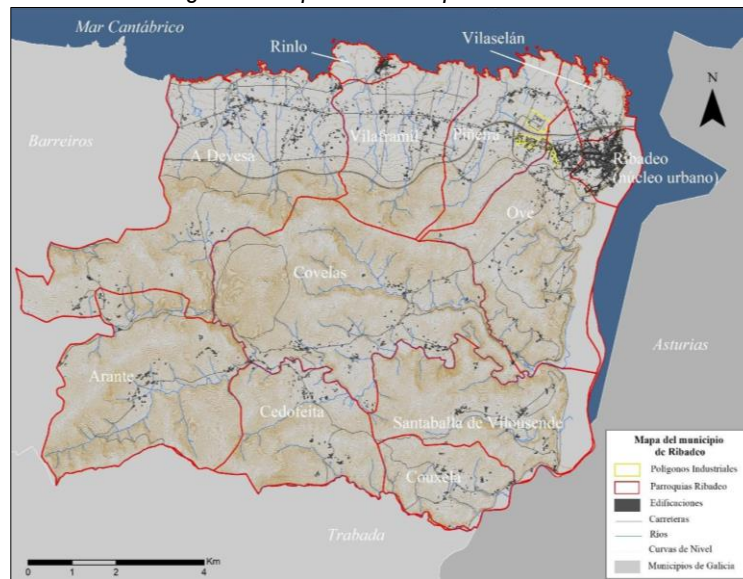 Mar Cantábrico
Rinlo
Vilaselán
N
Barreiros
A Devesa
Vilaframil
Piñeira
Ribadeo
(núcleo urbano)
Ove
Covelas
Asturias
Arante
Cedofeita
Santaballa de Vilousende
Couxela
Trabada
Mapa del municipio
de Ribadeo
Polígonos Industriales
Parroquias Ribadeo
Edificaciones
Carreteras
Ríos
Curvas de Nivel
Municipios de Galicia
Km
0 1 2 4